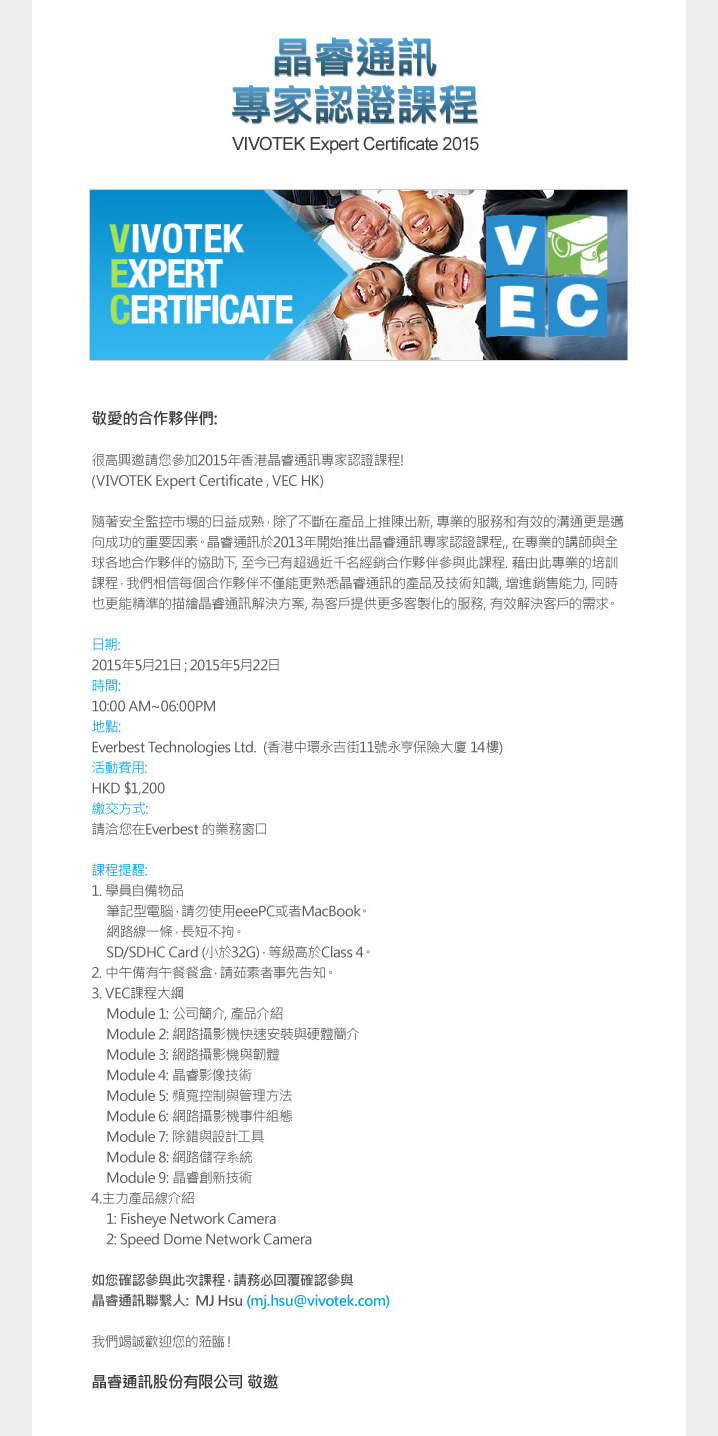 晶睿通訊
專家認證課程
VIVOTEK Expert Certificate 2015
VIVOTEK
EXPERT
CERTIFICATE
V
E C
敬愛的合作夥伴們:
很高興邀請您參加2015年香港晶睿通訊專家認證課程!
(VIVOTEK Expert Certificate , VEC HK)
隨著安全監控市場的日益成熟，除了不斷在產品上推陳出新, 專業的服務和有效的溝通更是邁
向成功的重要因素。晶睿通訊於2013年開始推出晶睿通訊專家認證課程,, 在專業的講師與全
球各地合作夥伴的協助下, 至今已有超過近千名經銷合作夥伴參與此課程. 藉由此專業的培訓
課程，我們相信每個合作夥伴不僅能更熟悉晶睿通訊的產品及技術知識, 增進銷售能力, 同時
也更能精準的描繪晶睿通訊解決方案, 為客戶提供更多客製化的服務, 有效解決客戶的需求。
日期:
2015年5月21日 ; 2015年5月22日
時間:
10:00 AM~06:00PM
地點:
Everbest Technologies Ltd. (香港中環永吉街11號永亨保險大廈 14樓)
活動費用:
HKD $1,200
繳交方式:
請洽您在Everbest 的業務窗口
課程提醒:
1. 學員自備物品
筆記型電腦，請勿使用eeePC或者MacBook。
網路線一條，長短不拘。
SD/SDHC Card (小於32G)，等級高於Class 4。
2. 中午備有午餐餐盒，請茹素者事先告知。
3. VEC課程大綱
Module 1: 公司簡介, 產品介紹
Module 2: 網路攝影機快速安裝與硬體簡介
Module 3: 網路攝影機與韌體
Module 4: 晶睿影像技術
Module 5: 頻寬控制與管理方法
Module 6: 網路攝影機事件組態
Module 7: 除錯與設計工具
Module 8: 網路儲存系統
Module 9: 晶睿創新技術
4.主力產品線介紹
1: Fisheye Network Camera
2: Speed Dome Network Camera
如您確認參與此次課程，請務必回覆確認參與
晶睿通訊聯繫人: MJ Hsu (mj.hsu@vivotek.com)
我們竭誠歡迎您的蒞臨!
晶睿通訊股份有限公司 敬邀